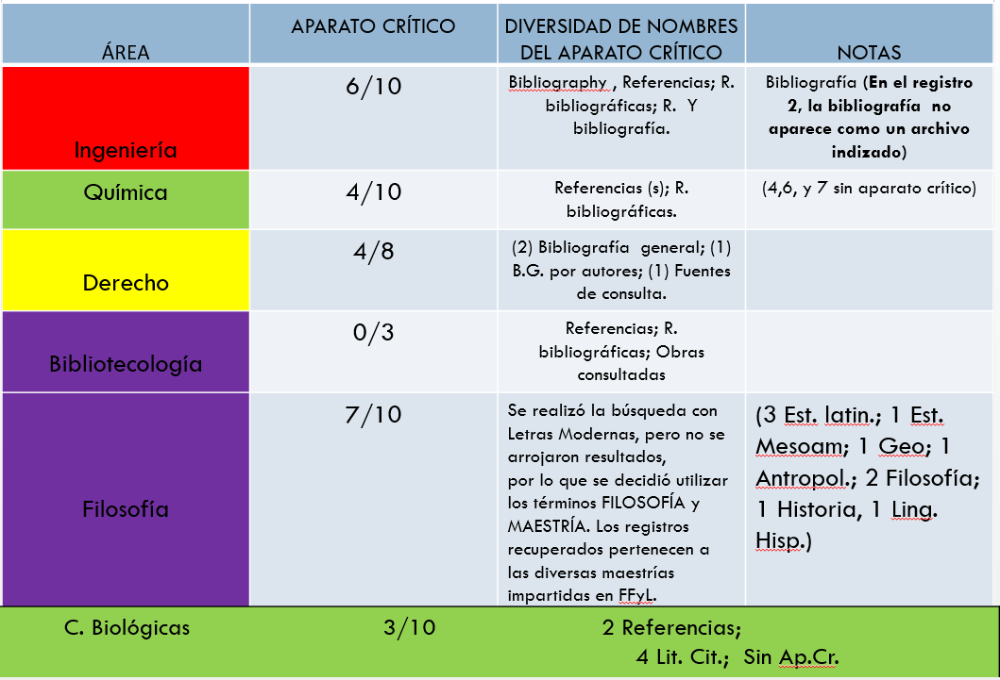 ÁREA
APARATO CRÍTICO
DIVERSIDAD DE NOMBRES
DEL APARATO CRÍTICO
NOTAS
Ingeniería
6/10
Bibliography , Referencias; R.
bibliográficas; R. Y
bibliografía.
Bibliografía (En el registro
2, la bibliografía no
aparece como un archivo
indizado)
Química
4/10
Referencias (s); R.
bibliográficas.
(4,6, y 7 sin aparato crítico)
Derecho
4/8
(2) Bibliografía general; (1)
B.G. por autores; (1) Fuentes
de consulta.
Bibliotecología
0/3
Referencias; R.
bibliográficas; Obras
consultadas
Filosofía
7/10
Se realizó la búsqueda con
Letras Modernas, pero no se
arrojaron resultados,
por lo que se decidió utilizar
los términos FILOSOFÍA y
MAESTRÍA. Los registros
recuperados pertenecen a
las diversas maestrías
impartidas en FFyL.
(3 Est. latin.; 1 Est.
Mesoam; 1 Geo; 1
Antropol.; 2 Filosofía;
1 Historia, 1 Ling.
Hisp.)
C. Biológicas
3/10
2 Referencias;
4 Lit. Cit.; Sin Ap.Cr.